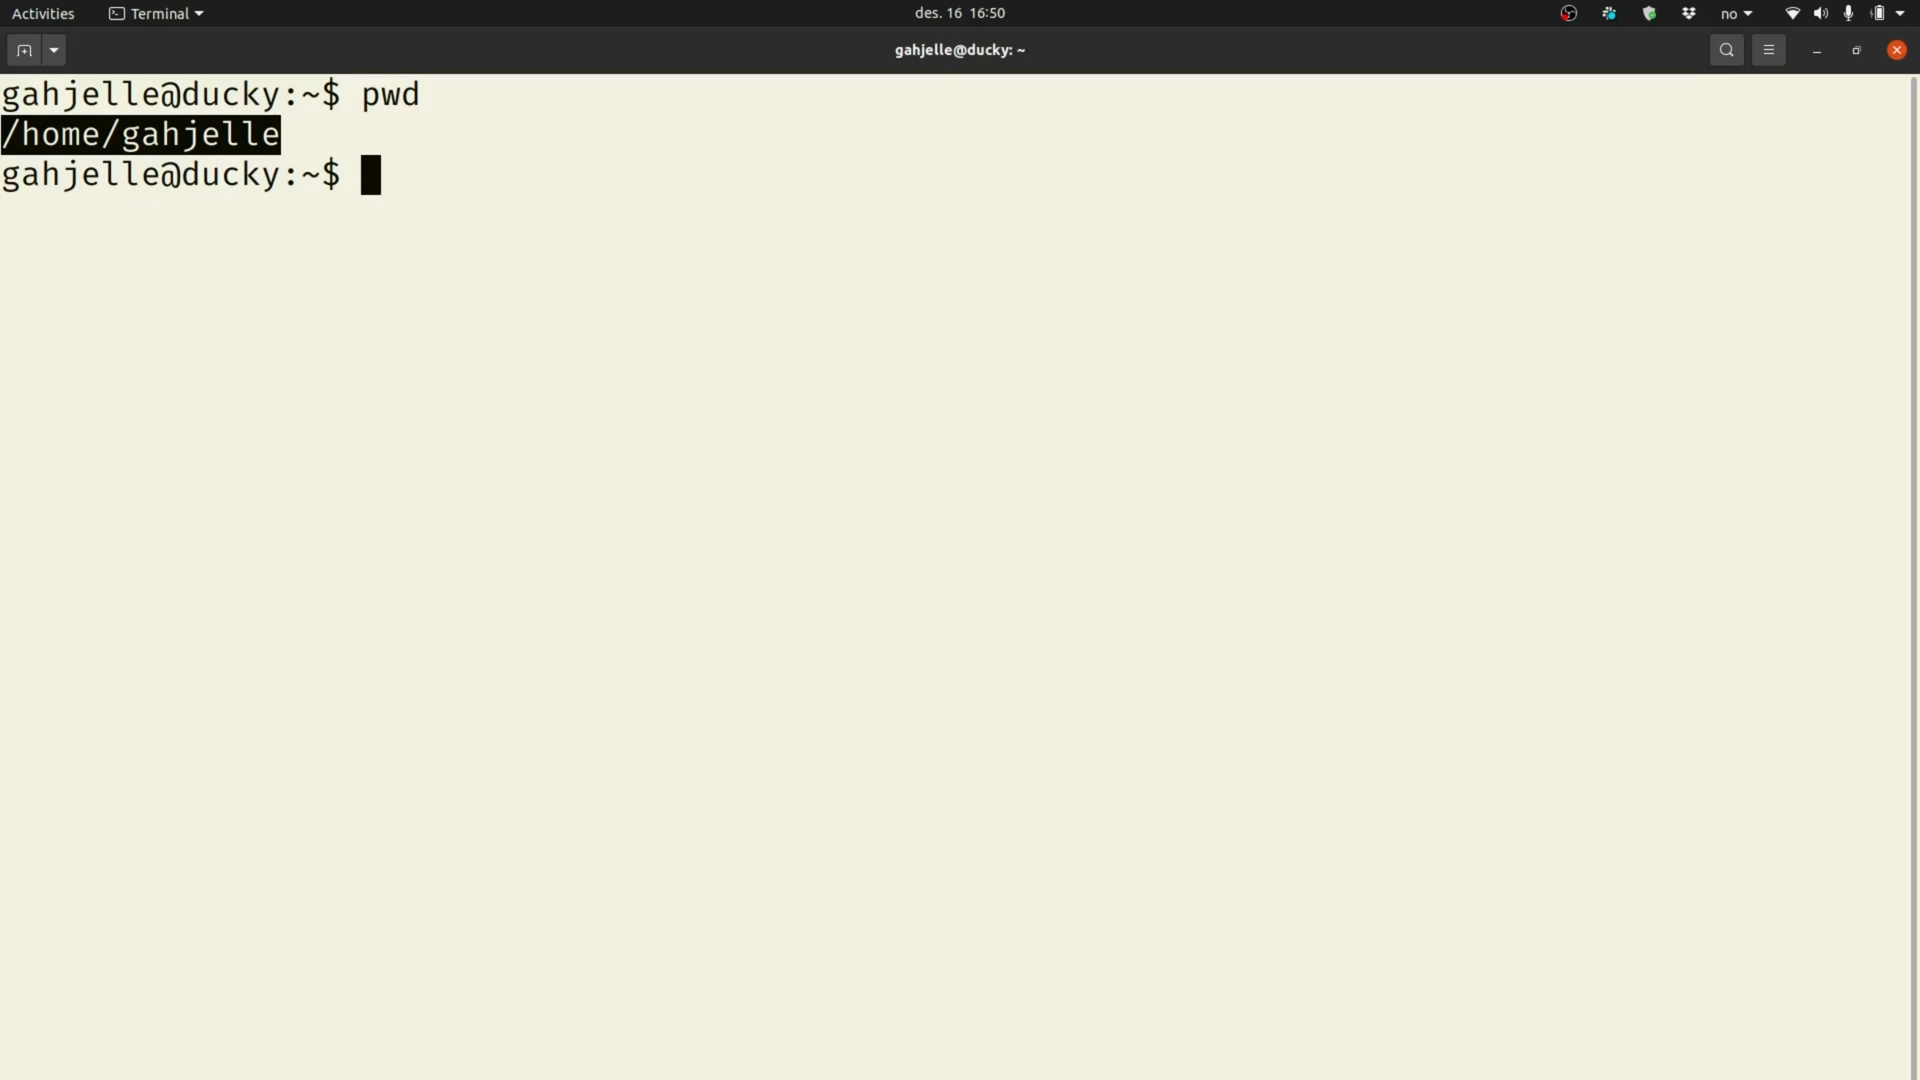 Activities Terminal des. 16 16:50 no
gahjelle@ducky: ~
gahjelle@ducky:~$ pwd
/home/gahjelle
gahjelle@ducky:~$